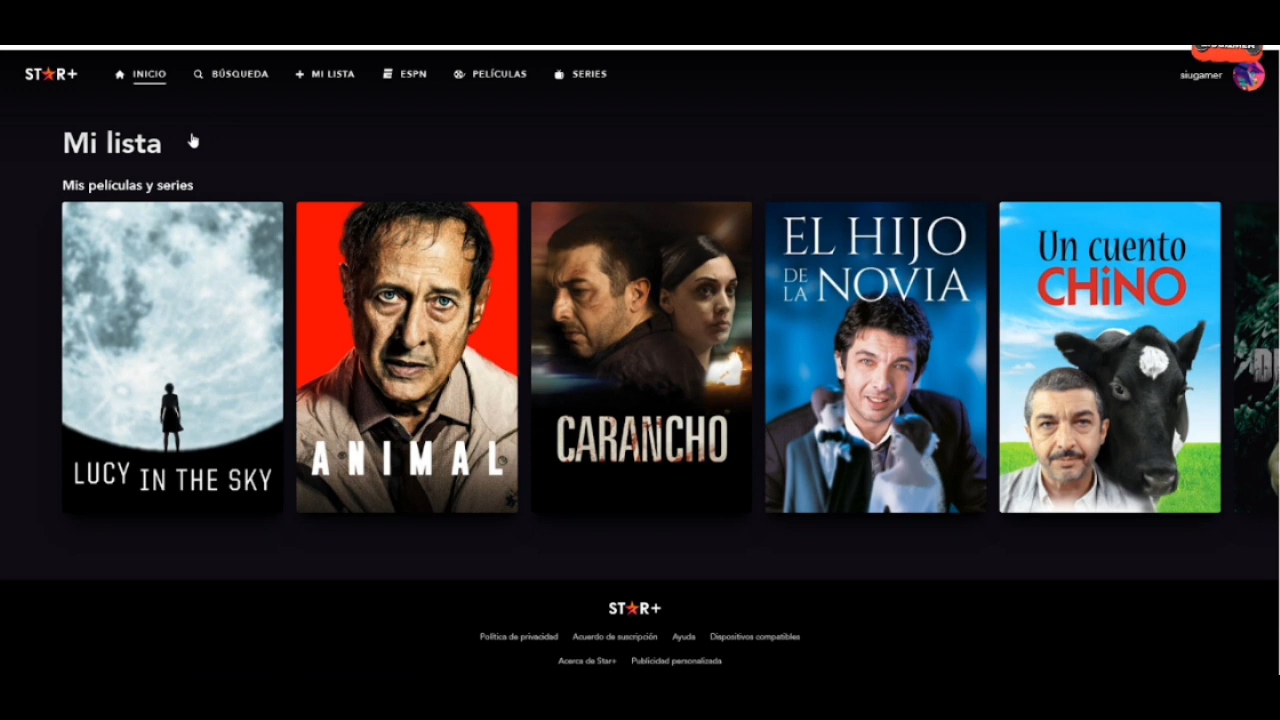 ST★R+ INICIO BÚSQUEDA MI LISTA ESPN PELÍCULAS SERIES siugamer
Mi lista
Mis películas y series
LUCY IN THE SKY
ANIMAL
CARANCHO
EL HIJO
DE LA NOVIA
Un cuento
CHiNO
ST★R+
Política de privacidad Acuerdo de suscripción Ayuda Dispositivos compatibles
Acerca de Star+ Publicidad personalizada